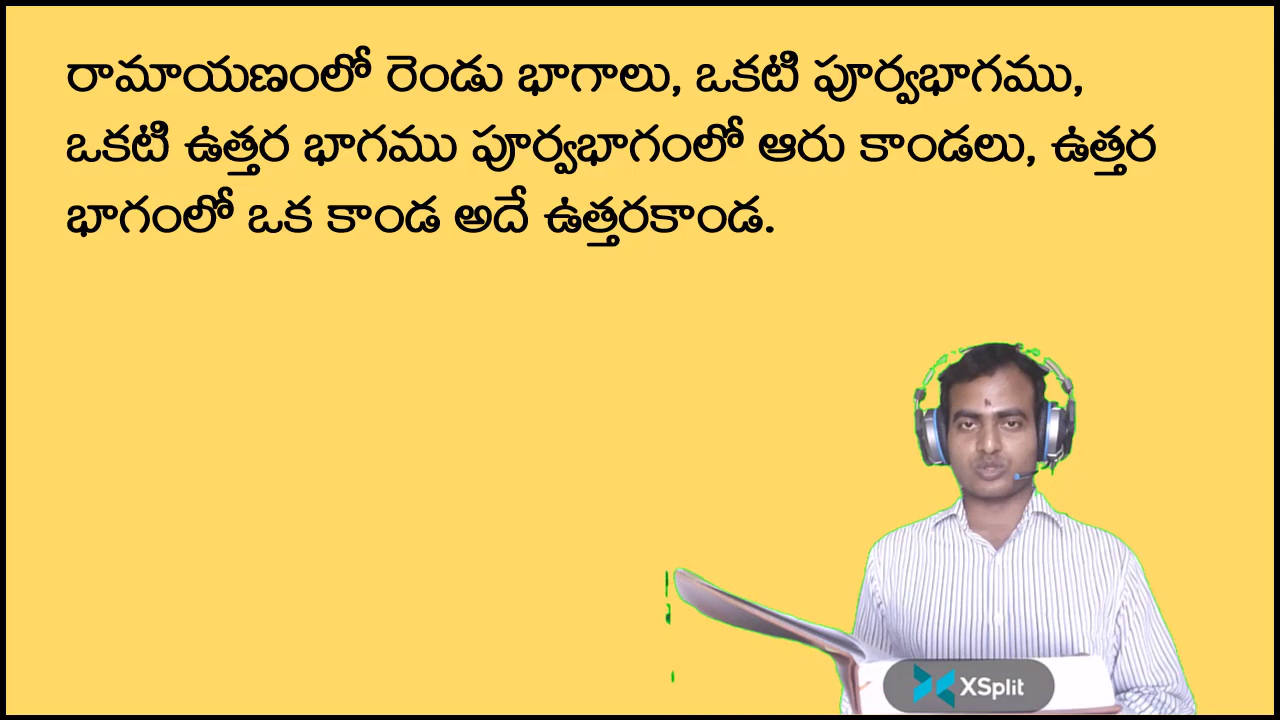 రామాయణంలో రెండు భాగాలు, ఒకటి పూర్వభాగము,
ఒకటి ఉత్తర భాగము పూర్వభాగంలో ఆరు కాండలు, ఉత్తర
భాగంలో ఒక కాండ అదే ఉత్తరకాండ.
XSplit